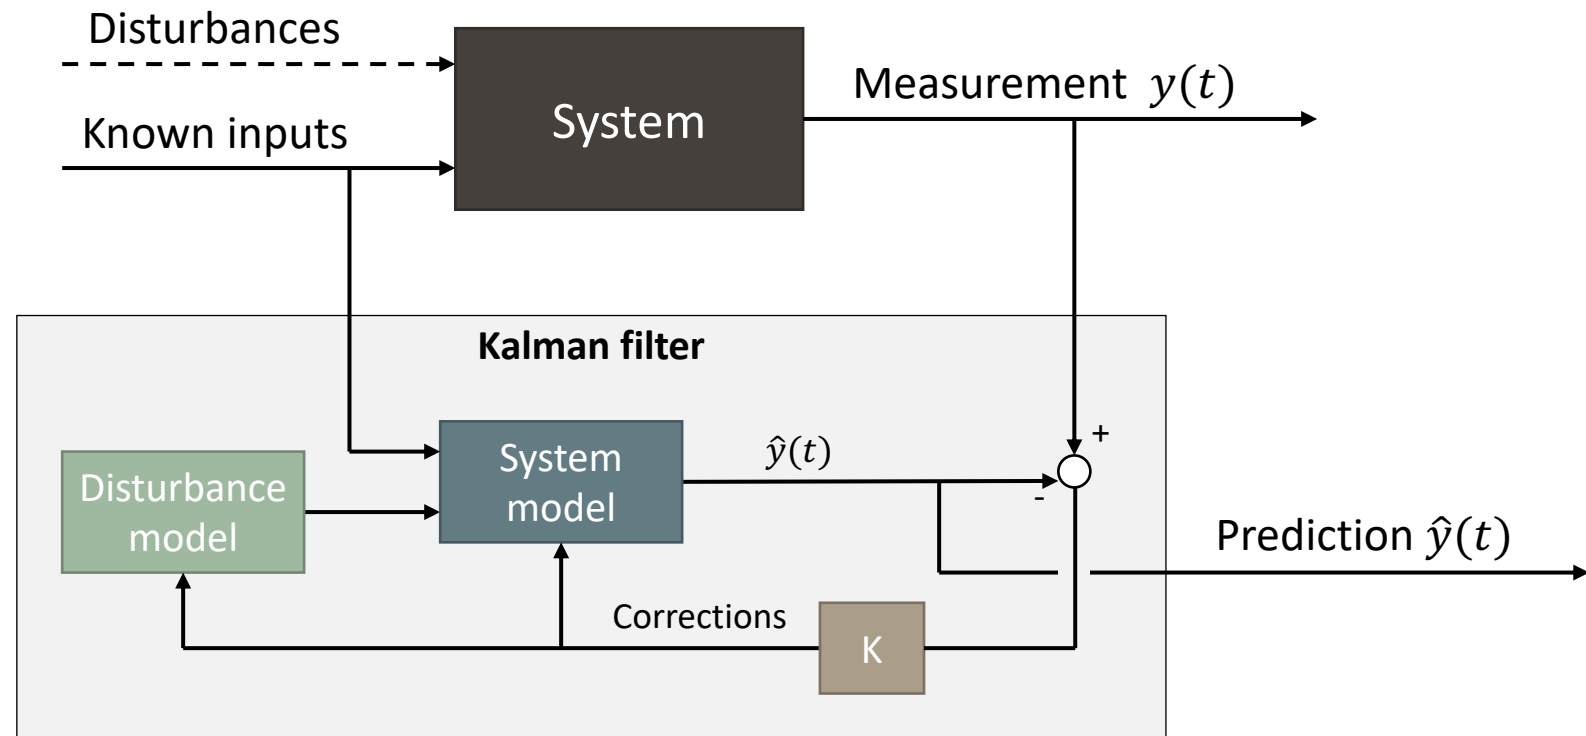 Disturbances
Known inputs
System
Measurement y(t)
Kalman filter
Disturbance
model
System
model
ŷ(t)
+
-
Prediction ŷ(t)
Corrections
K